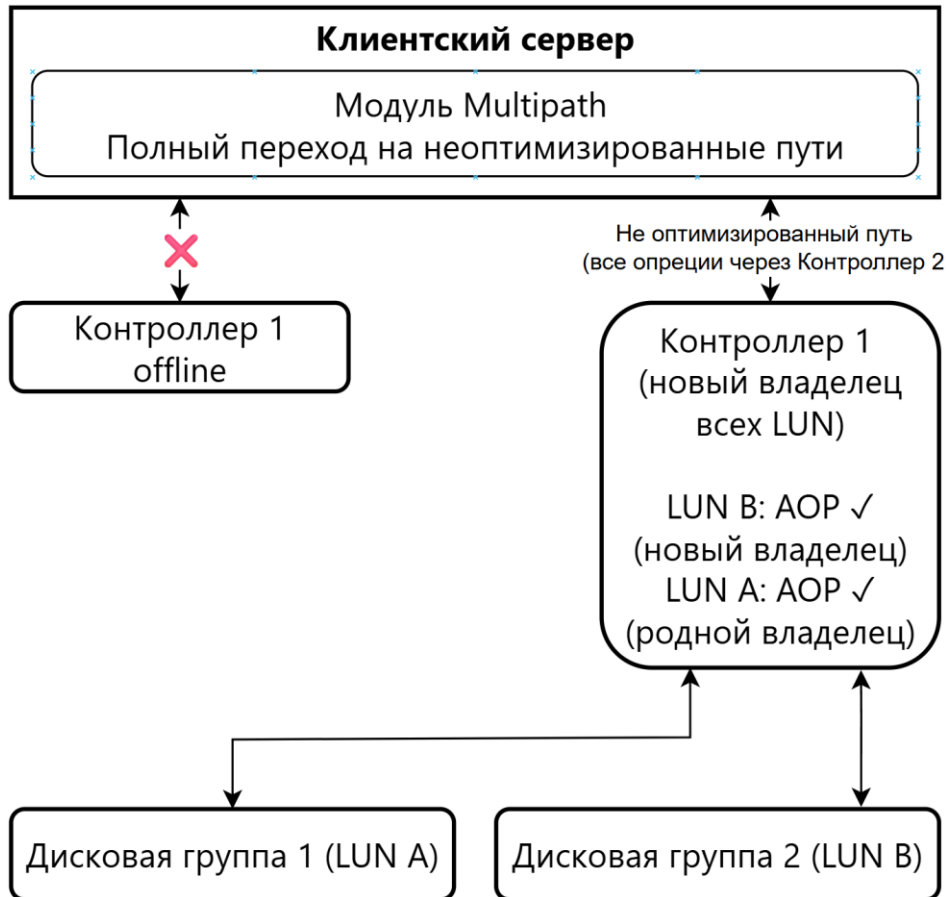 Клиентский сервер
Модуль Multipath
Полный переход на неоптимизированные пути
Не оптимизированный путь
(все опреции через Контроллер 2
Контроллер 1
offline
Контроллер 1
(новый владелец
всех LUN)
LUN B: AOP ✓
(новый владелец)
LUN A: AOP ✓
(родной владелец)
Дисковая группа 1 (LUN A)
Дисковая группа 2 (LUN B)